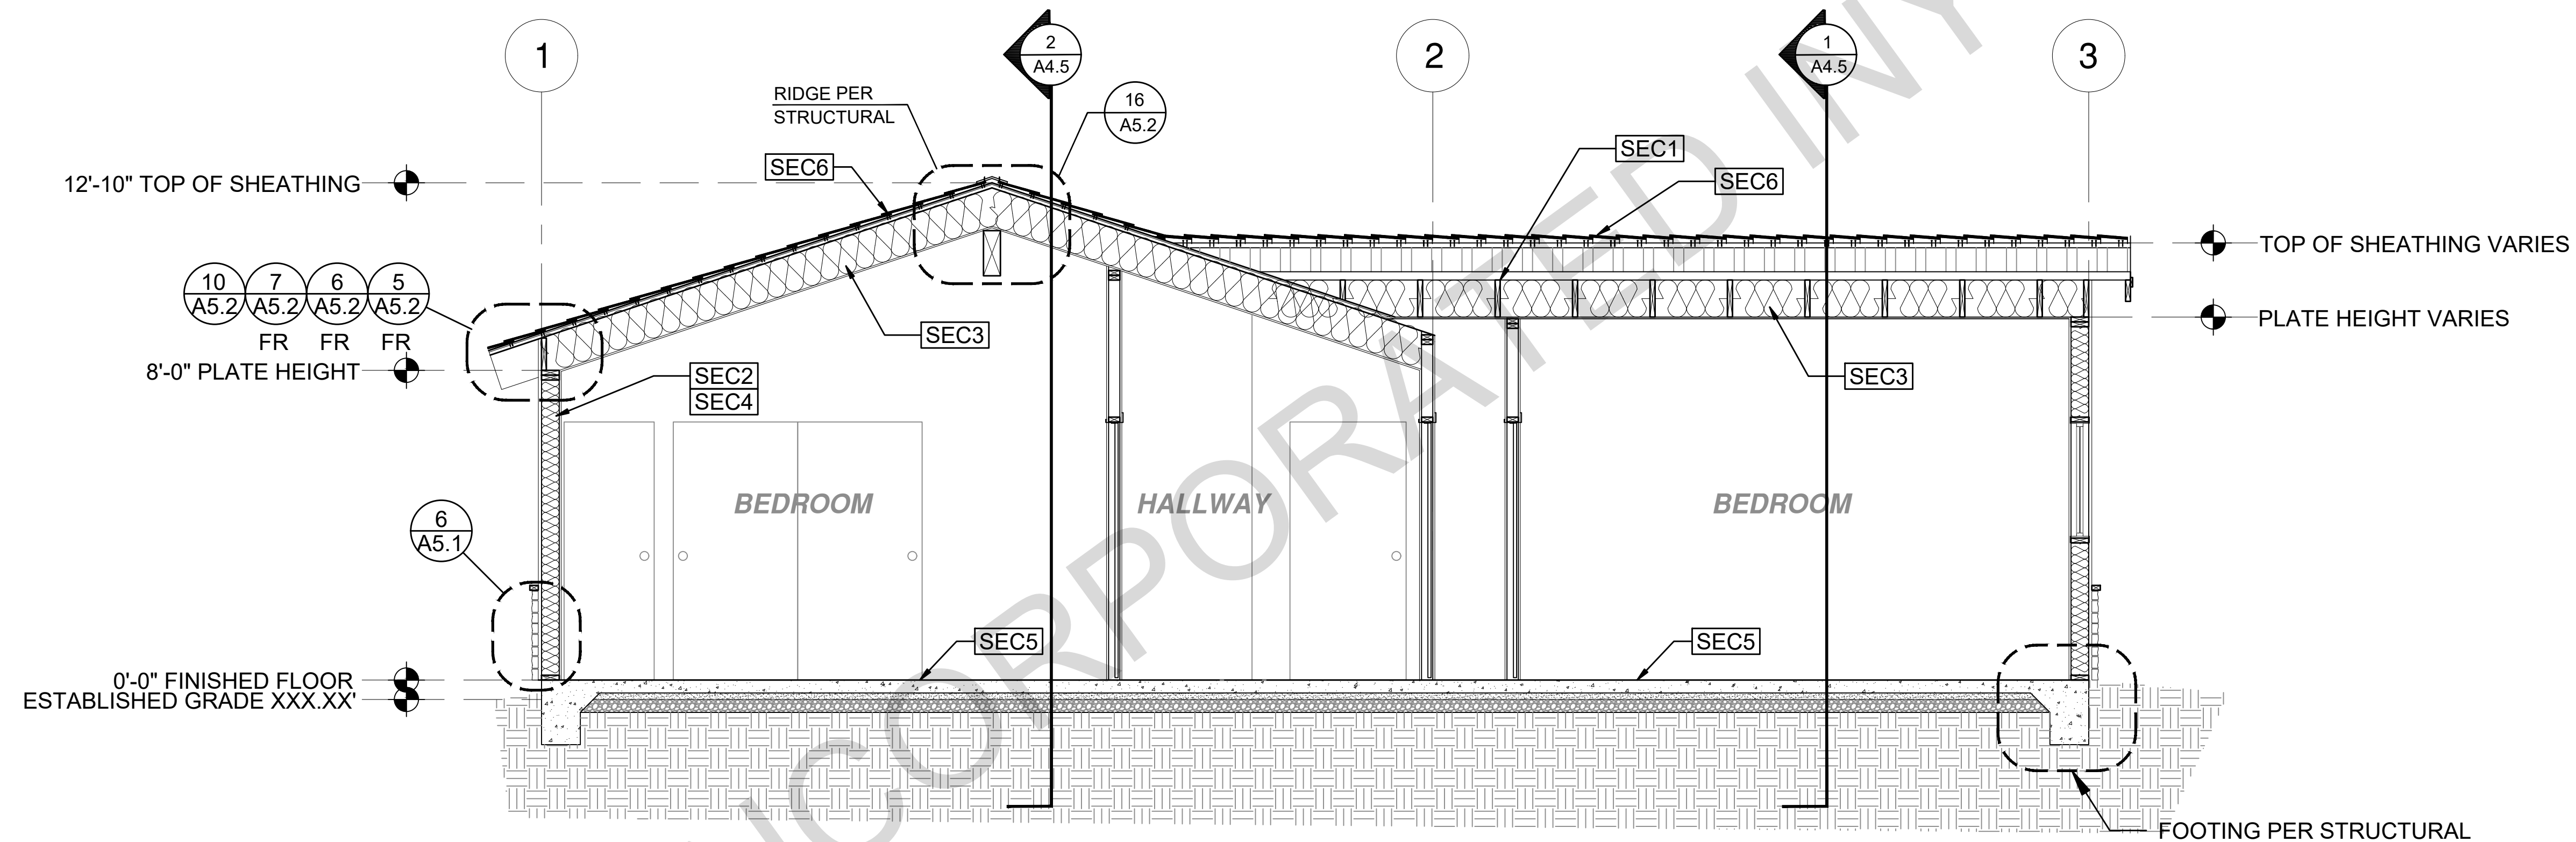 1
2
A4.5
2
1
A4.5
3
RIDGE PER
STRUCTURAL
16
A5.2
SEC6
12'-10" TOP OF SHEATHING
SEC1
SEC6
TOP OF SHEATHING VARIES
10
A5.2
7
A5.2
FR
6
A5.2
FR
5
A5.2
FR
PLATE HEIGHT VARIES
SEC3
8'-0" PLATE HEIGHT
SEC2
SEC4
SEC3
BEDROOM
HALLWAY
BEDROOM
6
A5.1
SEC5
SEC5
0'-0" FINISHED FLOOR
ESTABLISHED GRADE XXX.XX'
FOOTING PER STRUCTURAL